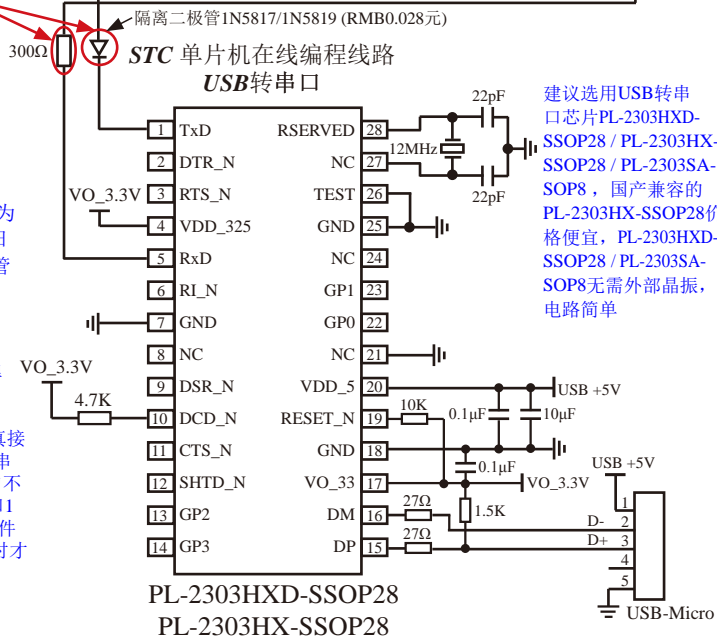 隔离二极管1N5817/1N5819 (RMB0.028元)
300Ω
STC 单片机在线编程线路
USB转串口
建议选用USB转串
口芯片PL-2303HXD-
SSOP28 / PL-2303HX-
SSOP28 / PL-2303SA-
SOP8 ，国产兼容的
PL-2303HX-SSOP28价
格便宜，PL-2303HXD-
SSOP28 / PL-2303SA-
SOP8无需外部晶振，
电路简单
22pF
12MHz
22pF
1 TxD RSERVED 28
2 DTR_N NC 27
VO_3.3V 3 RTS_N TEST 26
4 VDD_325 GND 25
5 RxD NC 24
6 RI_N GP1 23
7 GND GP0 22
8 NC NC 21
VO_3.3V
9 DSR_N VDD_5 20 USB +5V
4.7K
10 DCD_N RESET_N 19 10K 0.1μF 10μF
11 CTS_N GND 18
0.1μF
12 SHTD_N VO_33 17 VO_3.3V
13 GP2 DM 16 27Ω 1.5K
14 GP3 DP 15 27Ω
USB +5V
1
D- 2
D+ 3
4
5
USB-Micro
为
管
接
串
不
1
件
才
PL-2303HXD-SSOP28
PL-2303HX-SSOP28